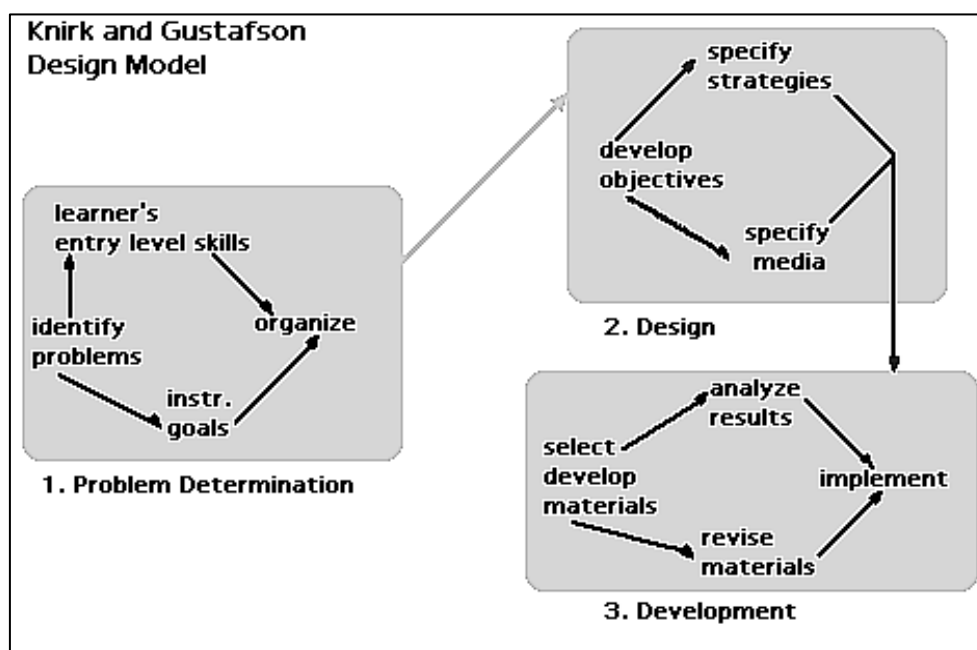 Knirk and Gustafson
Design Model
learner's
entry level skills
identify
problems
organize
instr.
goals
1. Problem Determination
specify
strategies
develop
objectives
specify
media
2. Design
analyze
results
select
develop
materials
implement
revise
materials
3. Development